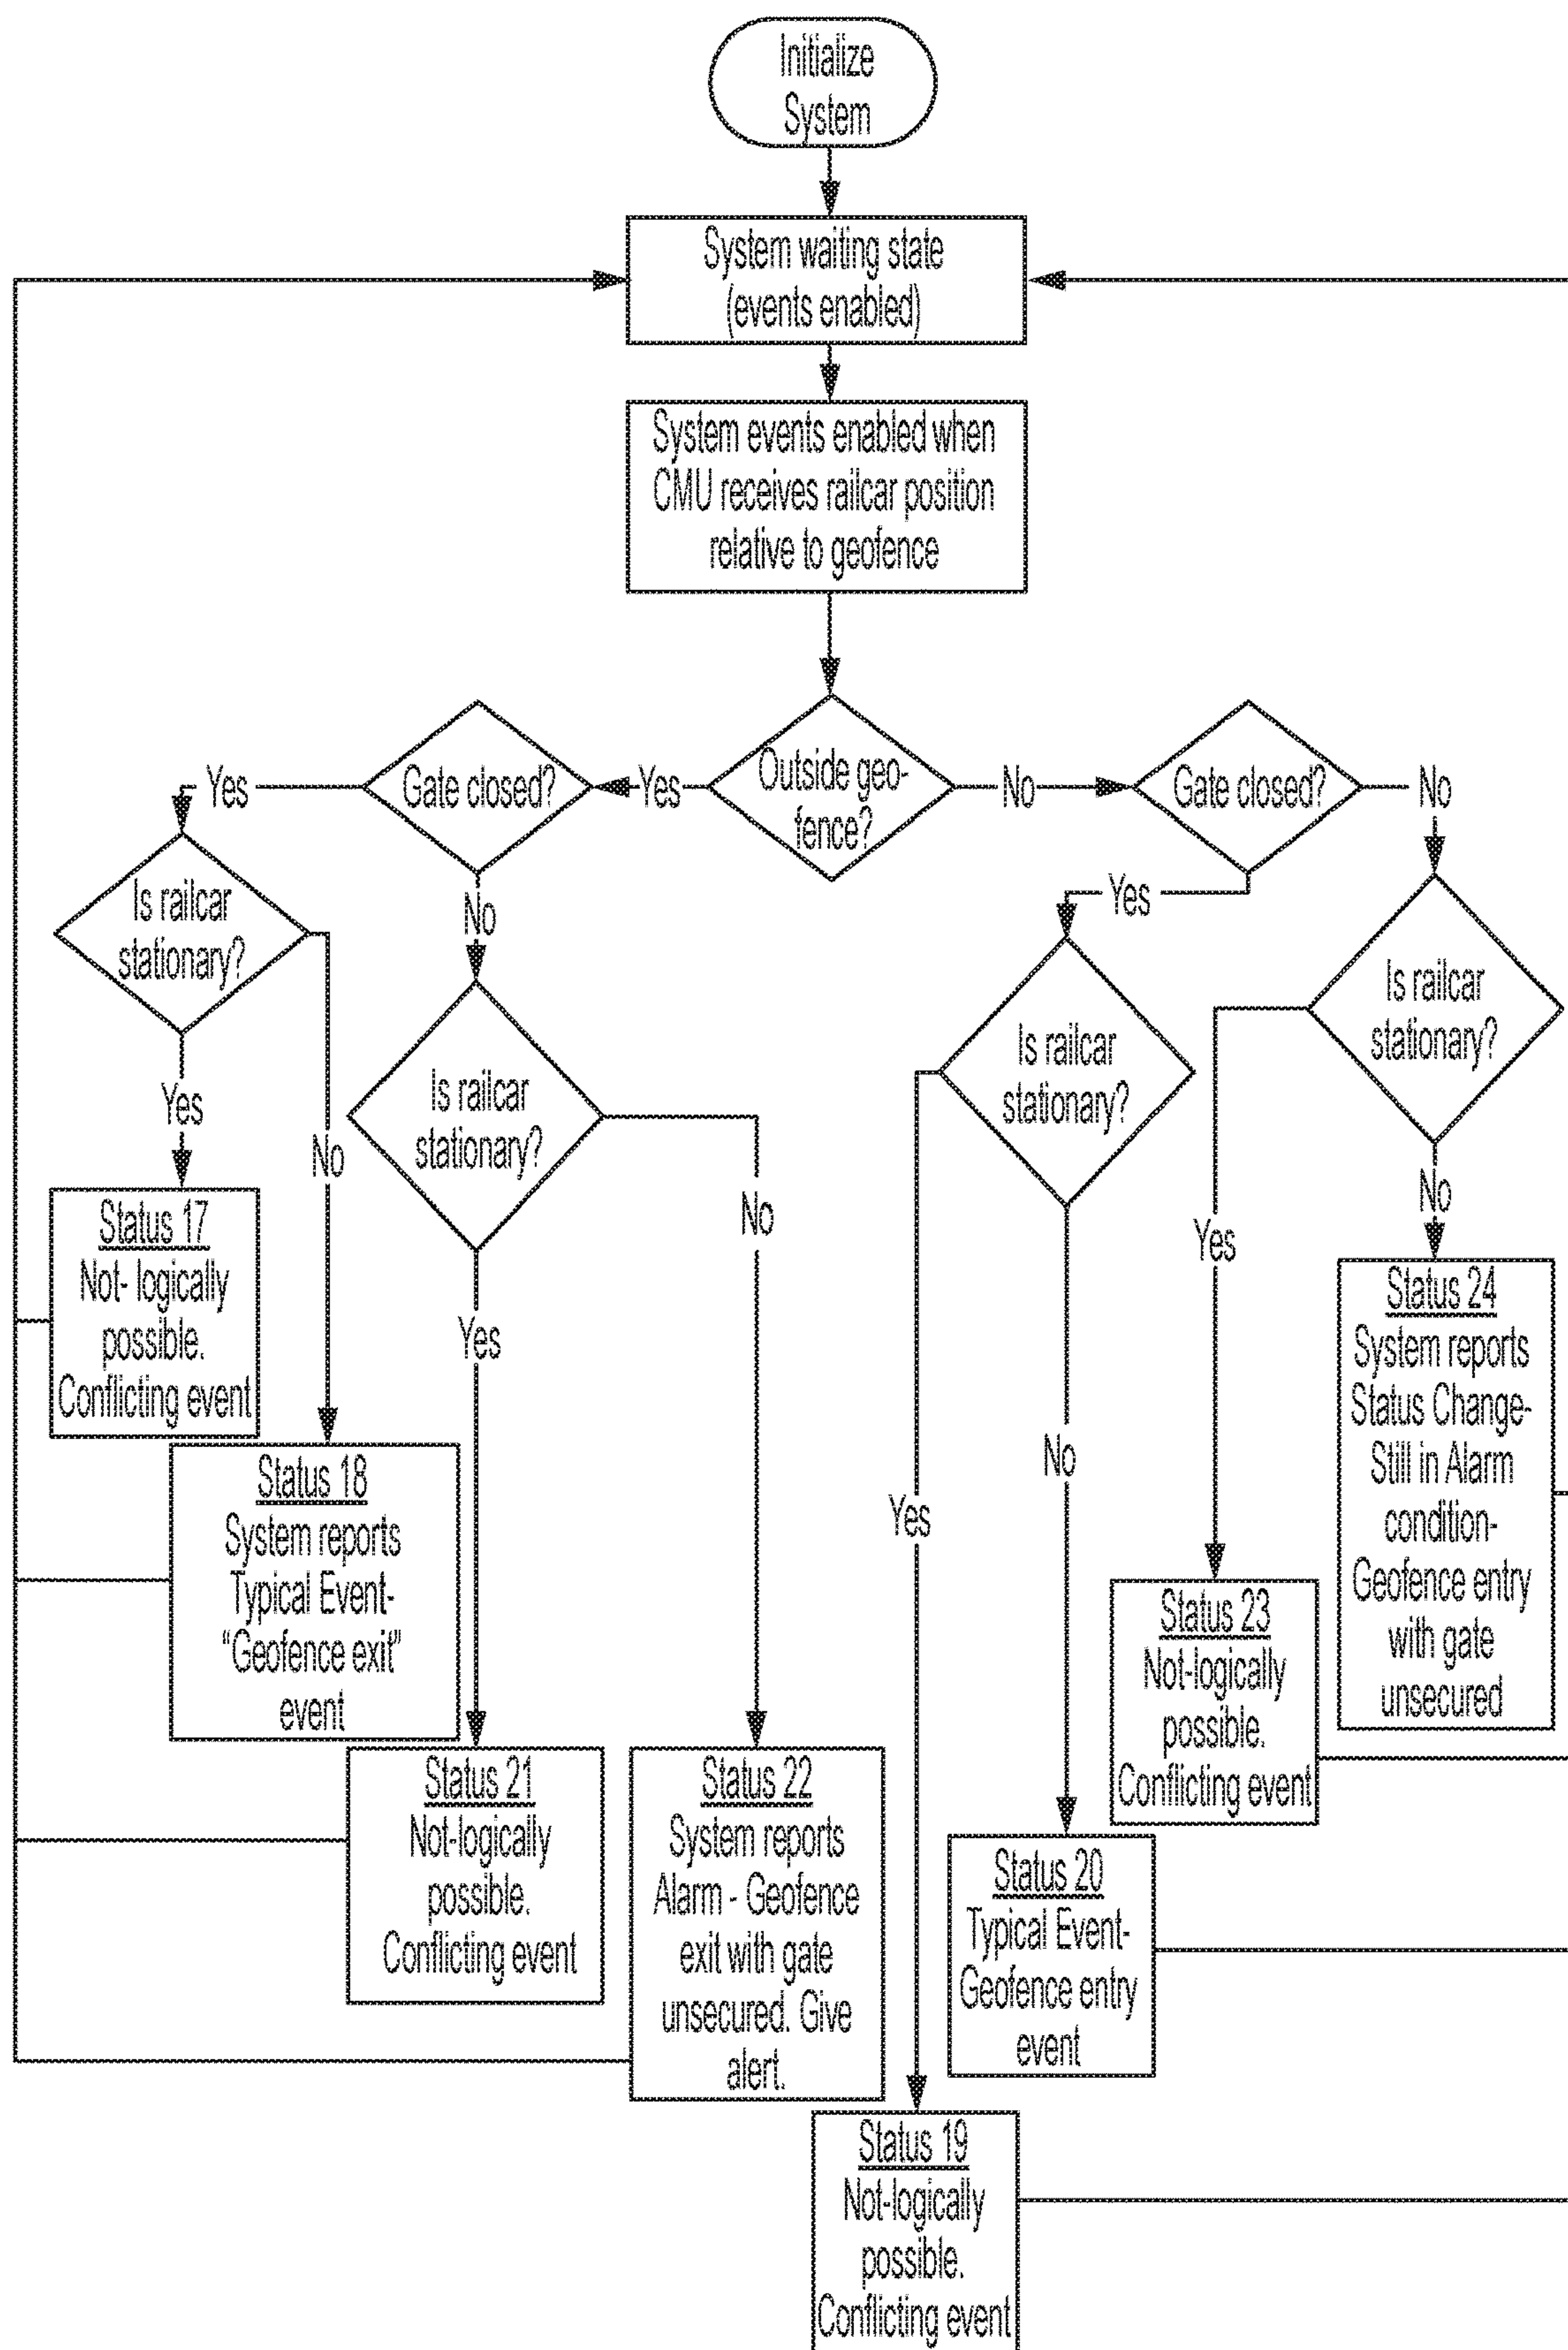 Initialize
System
System waiting state
(events enabled)
System events enabled when
CMU receives railcar position
relative to geofence
Yes
Gate closed?
Yes
Outside geo-
fence?
No
Gate closed?
No
Is railcar
stationary?
No
Yes
Is railcar
stationary?
Is railcar
stationary?
Is railcar
stationary?
Yes
No
No
Yes
No
Status 17
Not- logically
possible.
Conflicting event
Yes
Status 24
System reports
Status Change-
Still in Alarm
condition-
Geofence entry
with gate
unsecured
Status 18
System reports
Typical Event-
“Geofence exit”
event
Yes
No
Status 23
Not-logically
possible.
Conflicting event
Status 21
Not-logically
possible.
Conflicting event
Status 22
System reports
Alarm - Geofence
exit with gate
unsecured. Give
alert.
Status 20
Typical Event-
Geofence entry
event
Status 19
Not-logically
possible.
Conflicting event